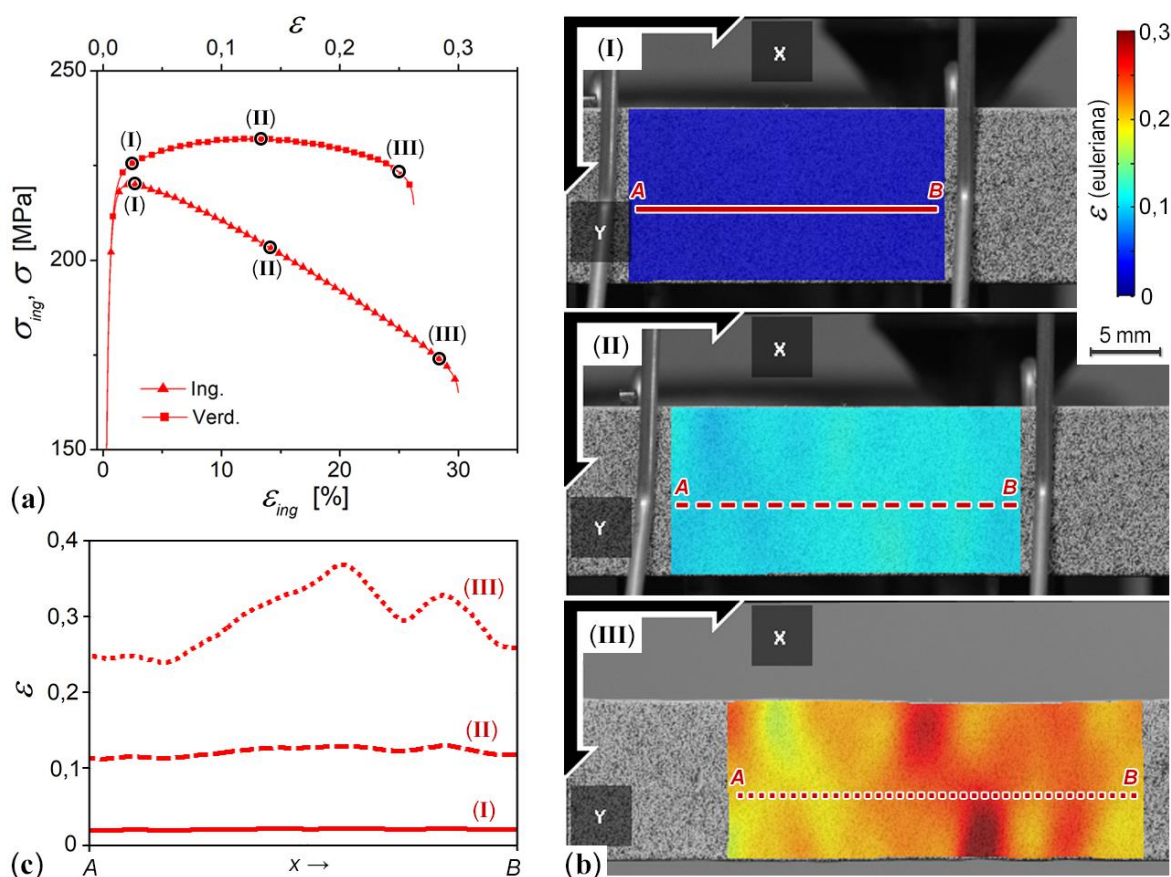 ε
0,0 0,1 0,2 0,3
250
200
150
σing, σ [MPa]
(I)
(II)
(III)
(I)
(II)
(III)
Ing.
Verd.
0 10 20 30
εing [%]
(a)
0,4
0,3
0,2
0,1
0
ε
(III)
(II)
(I)
A x → B
(c)
(I)
X
Y
A B
0,3
0,2
0,1
0
ε (euleriana)
5 mm
(II)
X
Y
A B
(III)
X
Y
A B
(b)